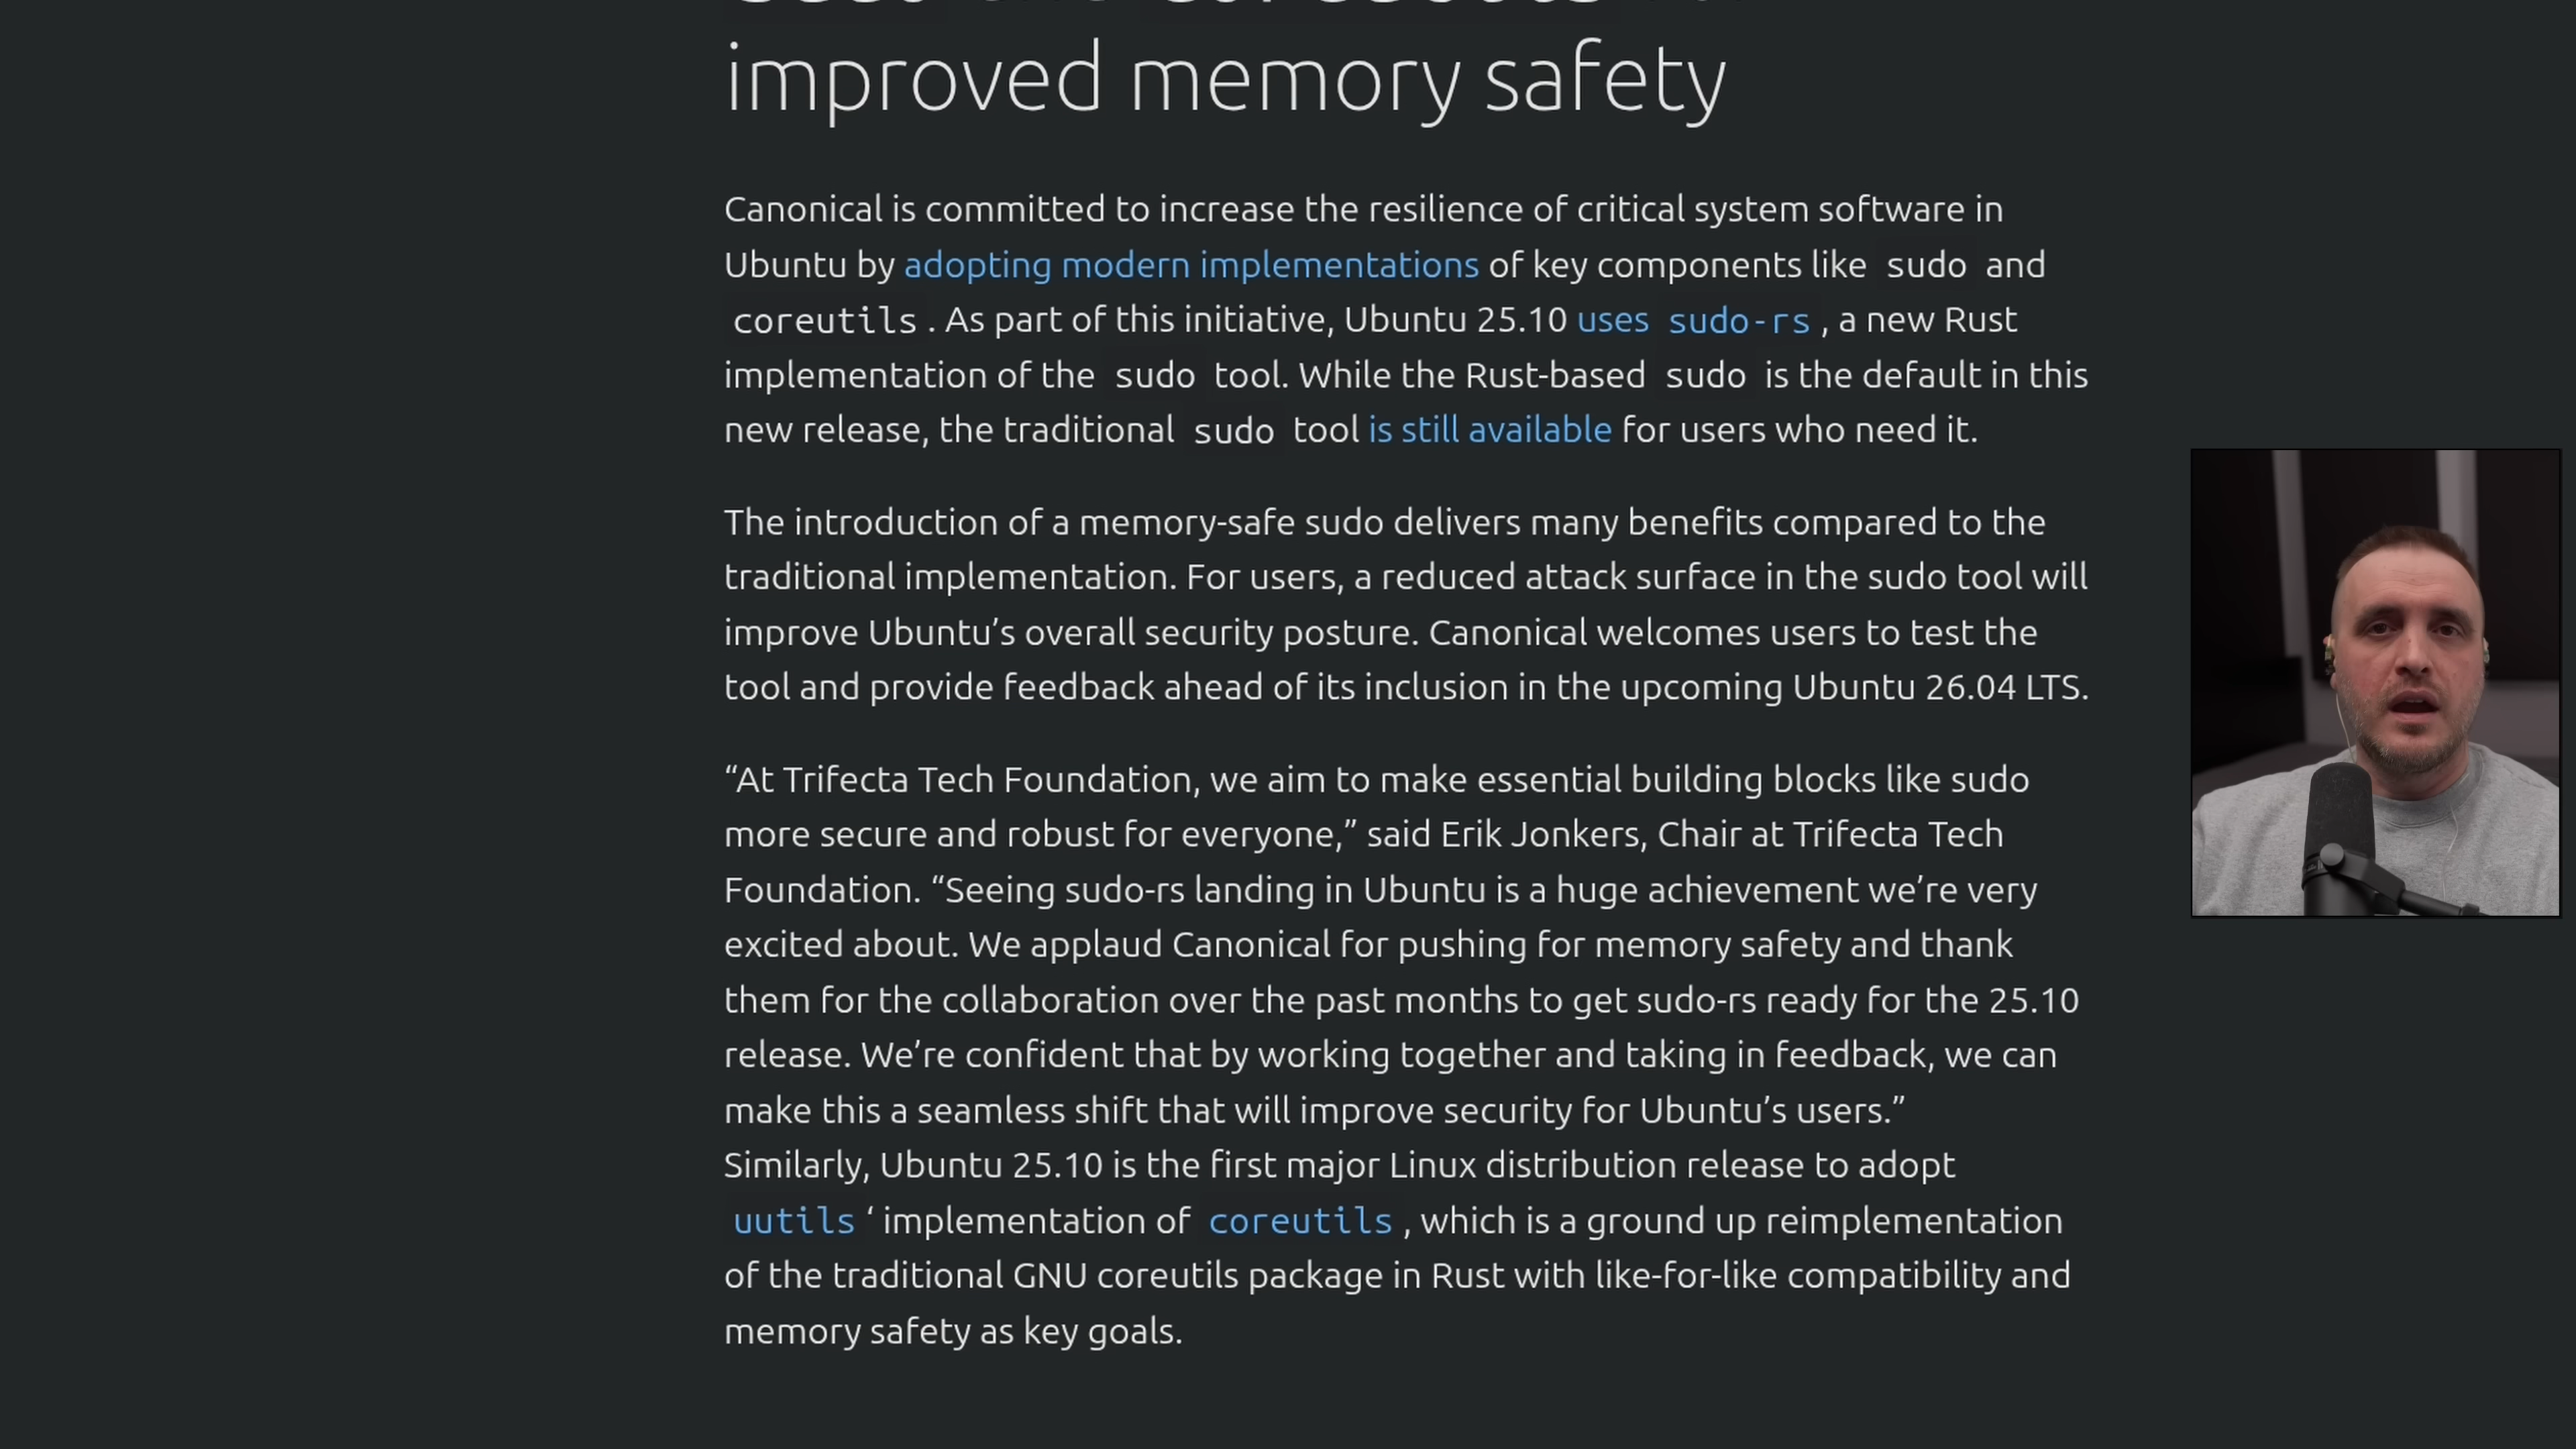 improved memory safety
Canonical is committed to increase the resilience of critical system software in
Ubuntu by adopting modern implementations of key components like sudo and
coreutils . As part of this initiative, Ubuntu 25.10 uses sudo-rs , a new Rust
implementation of the sudo tool. While the Rust-based sudo is the default in this
new release, the traditional sudo tool is still available for users who need it.
The introduction of a memory-safe sudo delivers many benefits compared to the
traditional implementation. For users, a reduced attack surface in the sudo tool will
improve Ubuntu’s overall security posture. Canonical welcomes users to test the
tool and provide feedback ahead of its inclusion in the upcoming Ubuntu 26.04 LTS.
“At Trifecta Tech Foundation, we aim to make essential building blocks like sudo
more secure and robust for everyone,” said Erik Jonkers, Chair at Trifecta Tech
Foundation. “Seeing sudo-rs landing in Ubuntu is a huge achievement we’re very
excited about. We applaud Canonical for pushing for memory safety and thank
them for the collaboration over the past months to get sudo-rs ready for the 25.10
release. We’re confident that by working together and taking in feedback, we can
make this a seamless shift that will improve security for Ubuntu’s users.”
Similarly, Ubuntu 25.10 is the first major Linux distribution release to adopt
uutils ‘ implementation of coreutils , which is a ground up reimplementation
of the traditional GNU coreutils package in Rust with like-for-like compatibility and
memory safety as key goals.